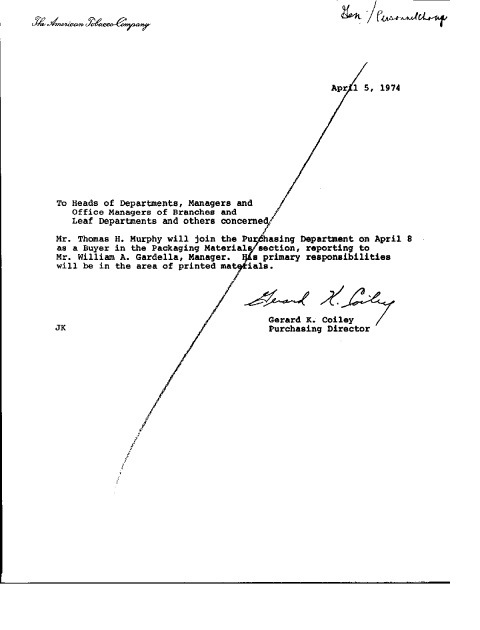 The American Tobacco Company
Gen / Personnel Chang
April 5, 1974
To Heads of Departments, Managers and
Office Managers of Branches and
Leaf Departments and others concerned
Mr. Thomas H. Murphy will join the Purchasing Department on April 8
as a Buyer in the Packaging Materials section, reporting to
Mr. William A. Gardella, Manager. His primary responsibilities
will be in the area of printed materials.
Gerard K. Coiley
Gerard K. Coiley
Purchasing Director
JK